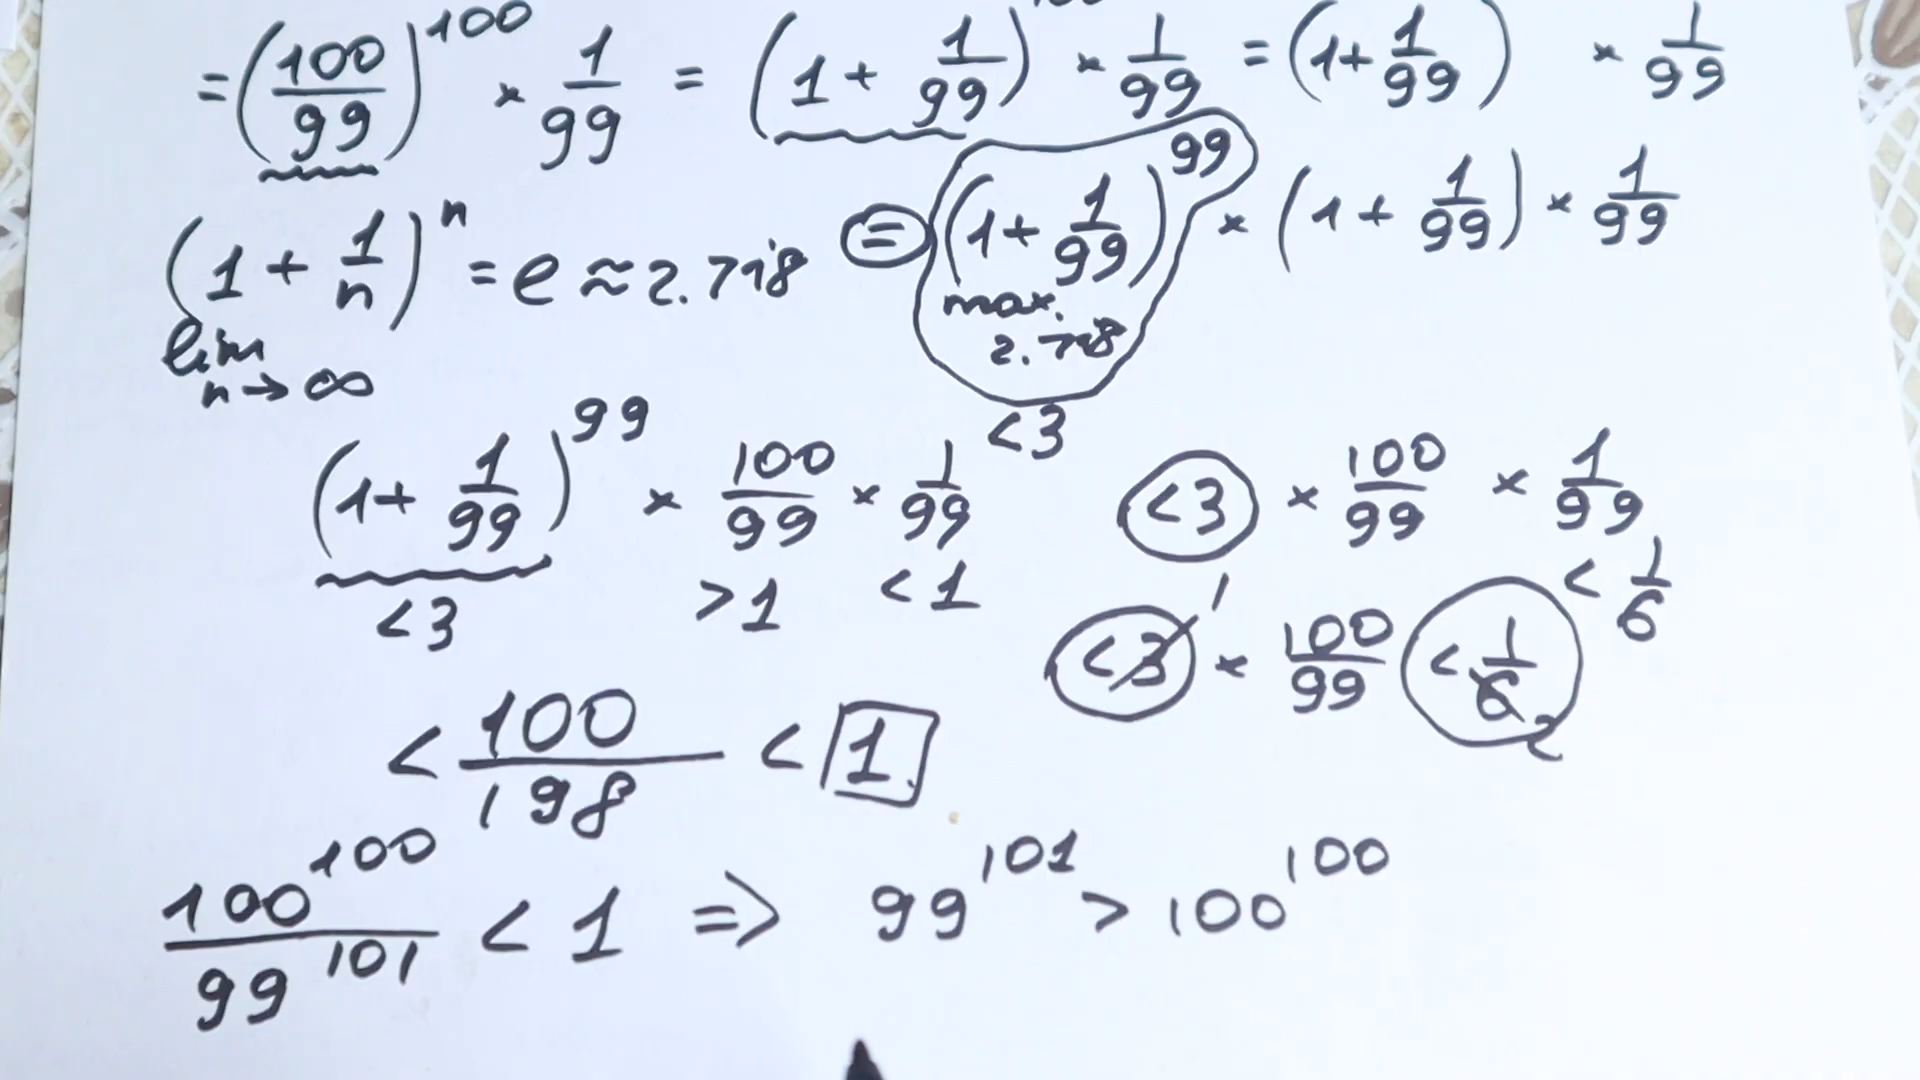 = (100/99)^100 × 1/99 = (1 + 1/99)^100 × 1/99 = (1 + 1/99) × 1/99
(1 + 1/n)^n = e ≈ 2.718 = (1 + 1/99)^99 × (1 + 1/99) × 1/99
lim n→∞
max. 2.718
<3
(1 + 1/99)^99 × 100/99 × 1/99
<3 >1 <1
<3 × 100/99 × 1/99
<1/6
<3 1 × 100/99 <1/6 2
< 100/198 < 1
100^100/99^101 < 1 => 99^101 > 100^100